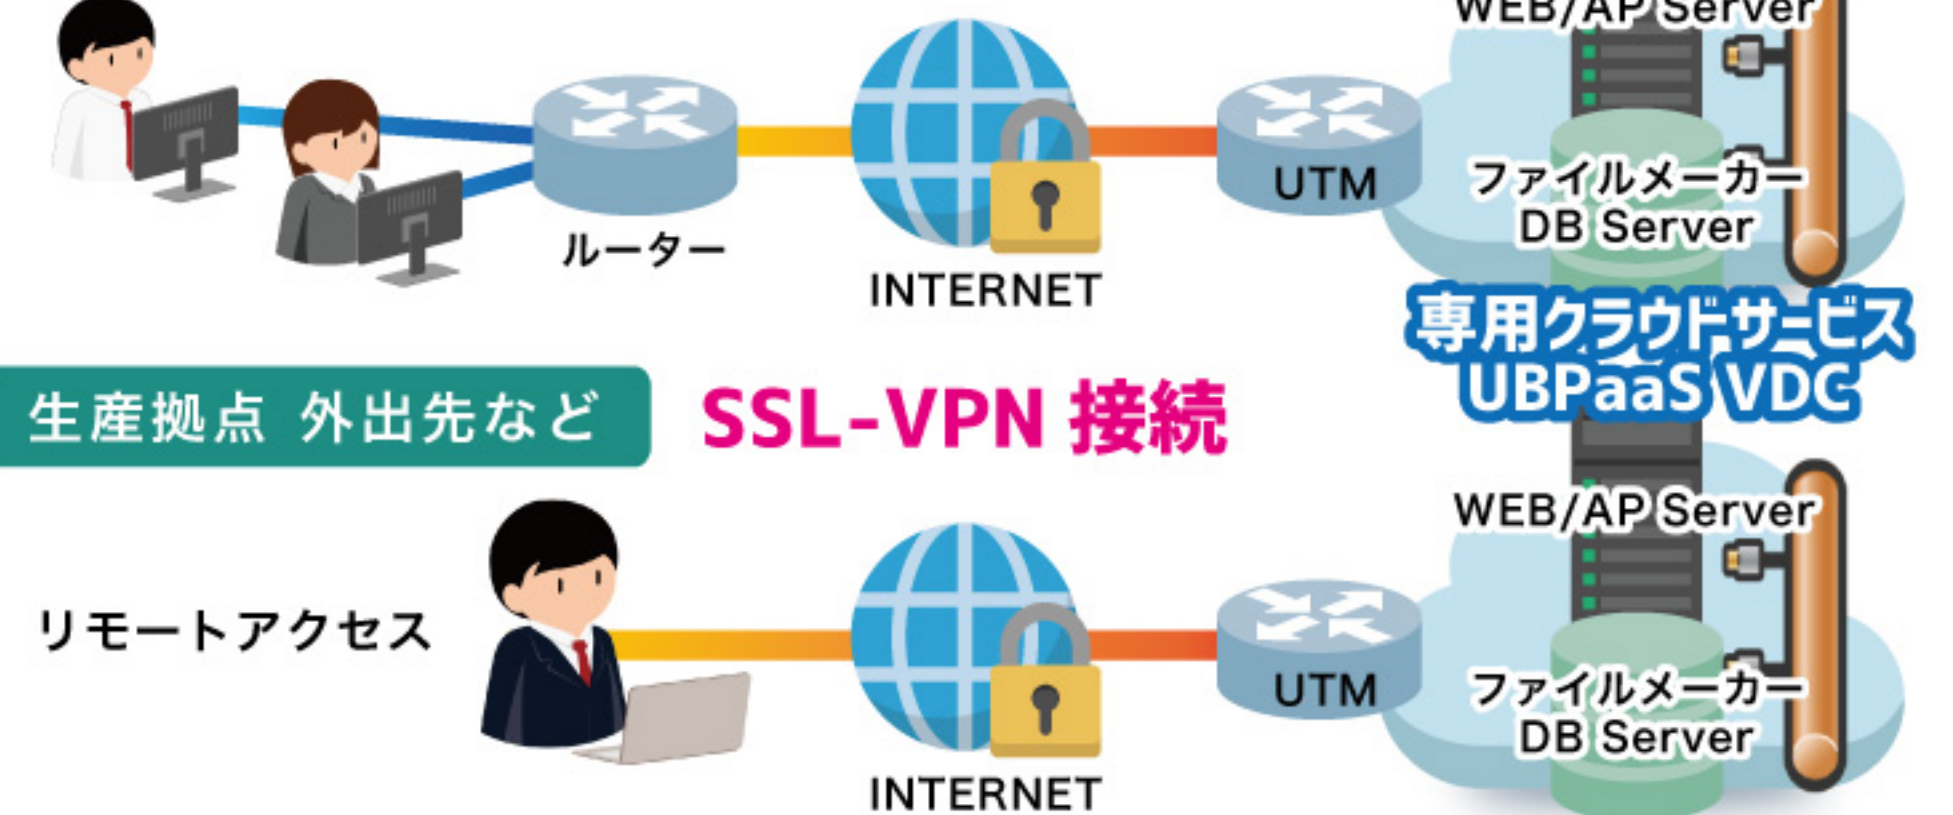 WEB/AP Server
UTM
ファイルメーカー
DB Server
ルーター
INTERNET
専用クラウドサービス
UBPaaS VDC
生産拠点 外出先など
SSL-VPN 接続
WEB/AP Server
リモートアクセス
UTM
ファイルメーカー
DB Server
INTERNET